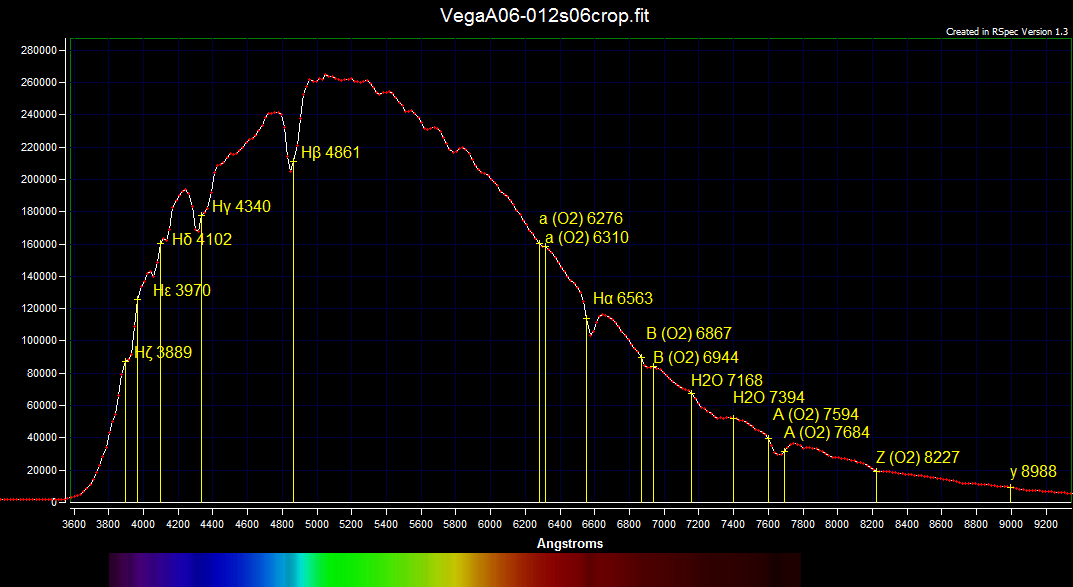 VegaA06-012s06crop.fit
Created in RSpec Version 1.3
280000
260000
240000
220000
200000
180000
160000
140000
120000
100000
80000
60000
40000
20000
0
Hβ 4861
Hγ 4340
a (O2) 6276
Hδ 4102
a (O2) 6310
Hε 3970
Hα 6563
B (O2) 6867
Hζ 3889
B (O2) 6944
H2O 7168
H2O 7394
A (O2) 7594
A (O2) 7684
Z (O2) 8227
y 8988
3600 3800 4000 4200 4400 4600 4800 5000 5200 5400 5600 5800 6000 6200 6400 6600 6800 7000 7200 7400 7600 7800 8000 8200 8400 8600 8800 9000 9200
Angstroms